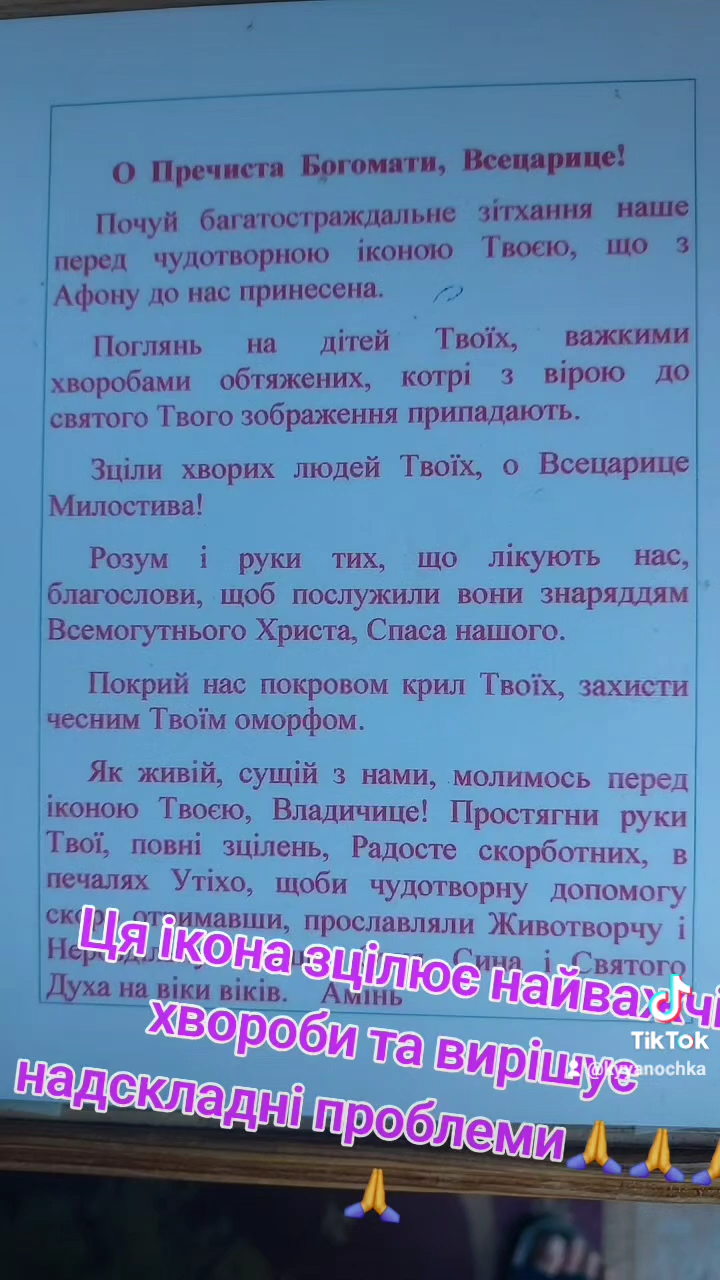 О Пречиста Богомати, Всецарице!
Почуй багатостраждальне зітхання наше
перед чудотворною іконою Твоєю, що з
Афону до нас принесена.
Поглянь на дітей Твоїх, важкими
хворобами обтяжених, котрі з вірою до
святого Твого зображення припадають.
Зціли хворих людей Твоїх, о Всецарице
Милостива!
Розум і руки тих, що лікують нас,
благослови, щоб послужили вони знаряддям
Всемогутнього Христа, Спаса нашого.
Покрий нас покровом крил Твоїх, захисти
чесним Твоїм оморфом.
Як живій, сущій з нами, молимось перед
іконою Твоєю, Владичице! Простягни руки
Твої, повні зцілень, Радосте скорботних, в
печалях Утіхо, щоби чудотворну допомогу
отримавши, прославляли Животворчу і
Сина і Святого
Духа на віки віків. Амінь
Ця ікона зцілює
хвороби та вирішує
надскладні проблеми🙏🙏🙏
🙏
TikTok
@kyyanochka